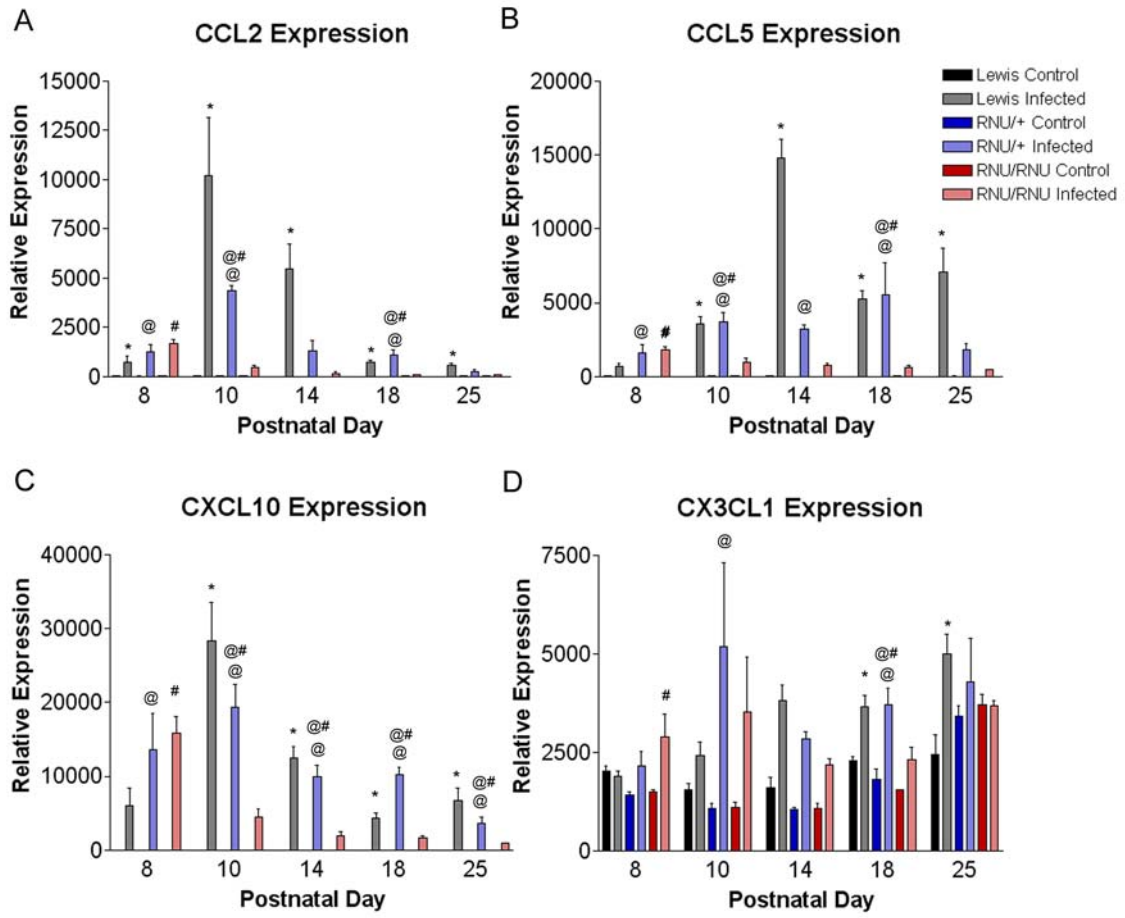 A
CCL2 Expression
Relative Expression
15000
12500
10000
7500
5000
2500
0
*
*
@
#
@#
@
*
*
@#
@
*
8 10 14 18 25
Postnatal Day
B
CCL5 Expression
Relative Expression
20000
15000
10000
5000
0
@
#
*
@#
@
*
@
*
@#
@
*
8 10 14 18 25
Postnatal Day
Lewis Control
Lewis Infected
RNU/+ Control
RNU/+ Infected
RNU/RNU Control
RNU/RNU Infected
C
CXCL10 Expression
Relative Expression
40000
30000
20000
10000
0
@
#
*
@#
@
*
@#
@
*
@#
@
*
@#
@
8 10 14 18 25
Postnatal Day
D
CX3CL1 Expression
Relative Expression
7500
5000
2500
0
#
@
*
@#
@
*
8 10 14 18 25
Postnatal Day